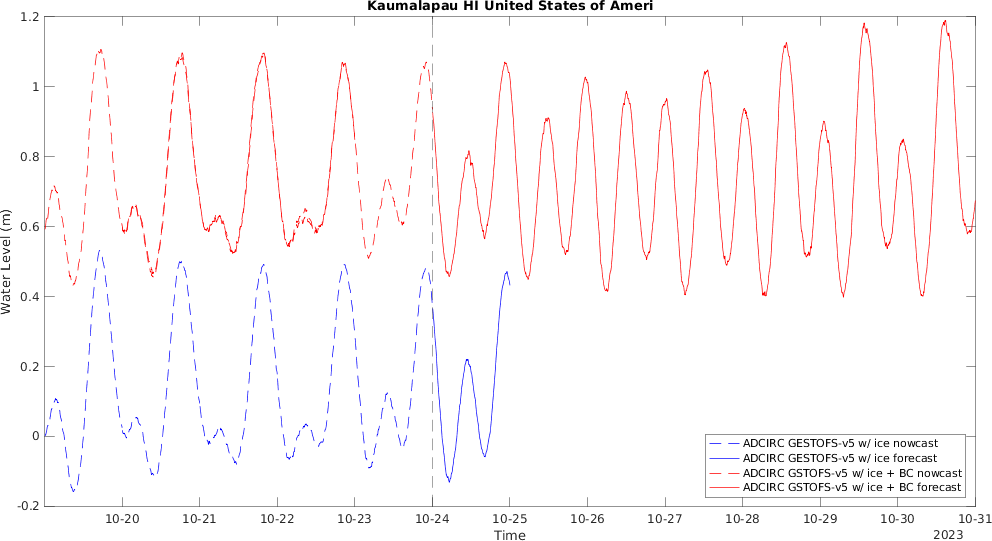 Kaumalapau HI United States of Ameri
1.2
1
0.8
0.6
0.4
0.2
0
-0.2
Water Level (m)
10-20 10-21 10-22 10-23 10-24 10-25 10-26 10-27 10-28 10-29 10-30 10-31
Time
2023
ADCIRC GESTOFS-v5 w/ ice nowcast
ADCIRC GESTOFS-v5 w/ ice forecast
ADCIRC GSTOFS-v5 w/ ice + BC nowcast
ADCIRC GSTOFS-v5 w/ ice + BC forecast